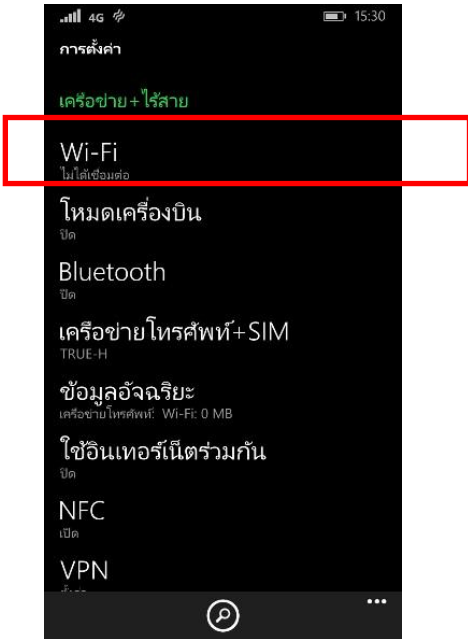 4G 15:30
การตั้งค่า
เครือข่าย+ไร้สาย
Wi-Fi
ไม่ได้เชื่อมต่อ
โหมดเครื่องบิน
ปิด
Bluetooth
ปิด
เครือข่ายโทรศัพท์+SIM
TRUE-H
ข้อมูลอัจฉริยะ
เครือข่ายโทรศัพท์: Wi-Fi: 0 MB
ใช้อินเทอร์เน็ตร่วมกัน
ปิด
NFC
เปิด
VPN